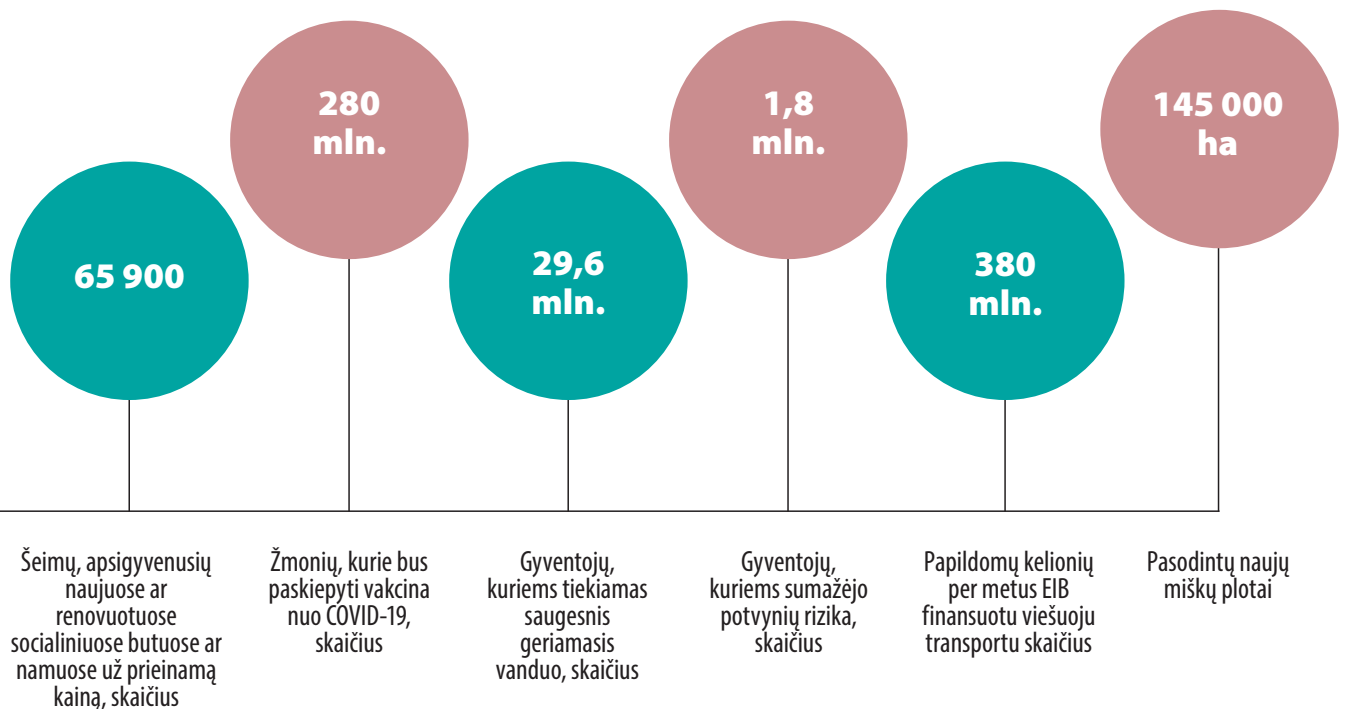 65 900
Šeimų, apsigyvenusių
naujuose ar
renovuotuose
socialiniuose butuose ar
namuose už prieinamą
kainą, skaičius
280
mln.
Žmonių, kurie bus
paskiepyti vakcina
nuo COVID-19,
skaičius
29,6
mln.
Gyventojų,
kuriems tiekiamas
saugesnis
geriamasis
vanduo, skaičius
1,8
mln.
Gyventojų,
kuriems sumažėjo
potvynių rizika,
skaičius
380
mln.
Papildomų kelionių
per metus EIB
finansuotu viešuoju
transportu skaičius
145 000
ha
Pasodintų naujų
miškų plotai